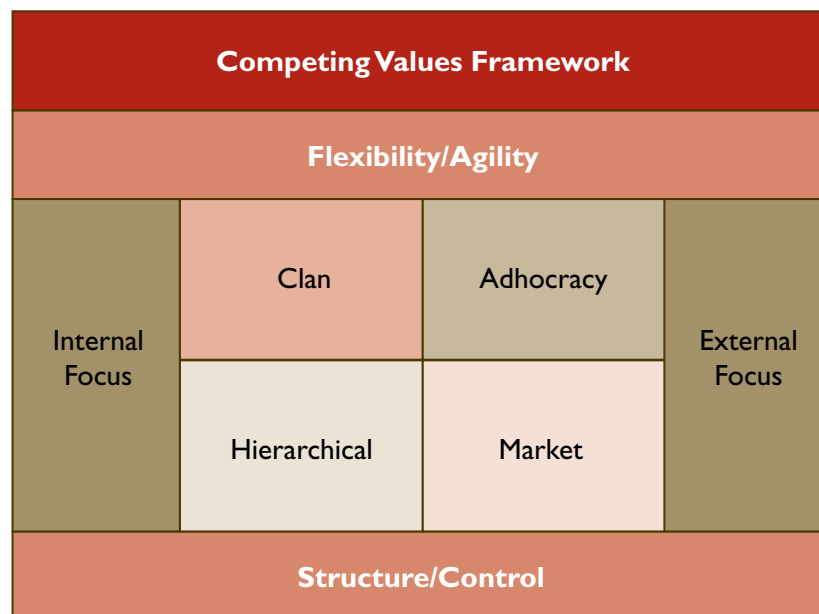 Competing Values Framework
Flexibility/Agility
Clan
Adhocracy
Internal
Focus
External
Focus
Hierarchical
Market
Structure/Control